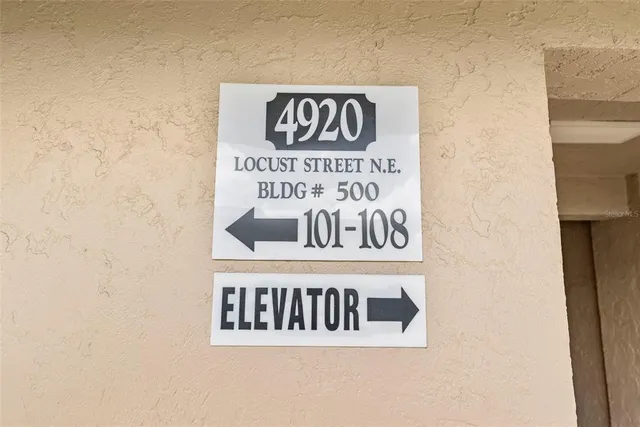 4920
LOCUST STREET N.E.
BLDG # 500
101-108
ELEVATOR